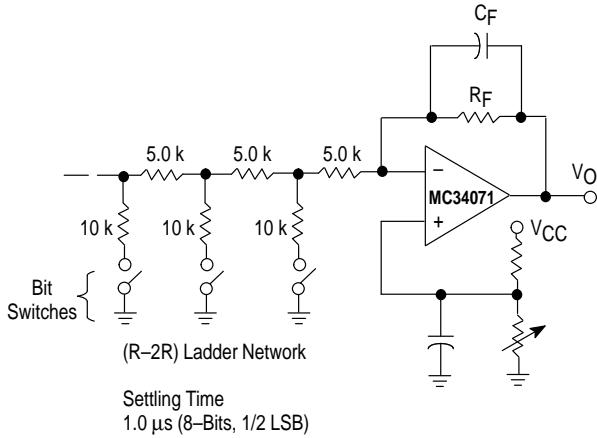 CF
RF
5.0 k
5.0 k
5.0 k
−
MC34071
+
VO
VCC
10 k
10 k
10 k
Bit
Switches
(R–2R) Ladder Network
Settling Time
1.0 µs (8–Bits, 1/2 LSB)